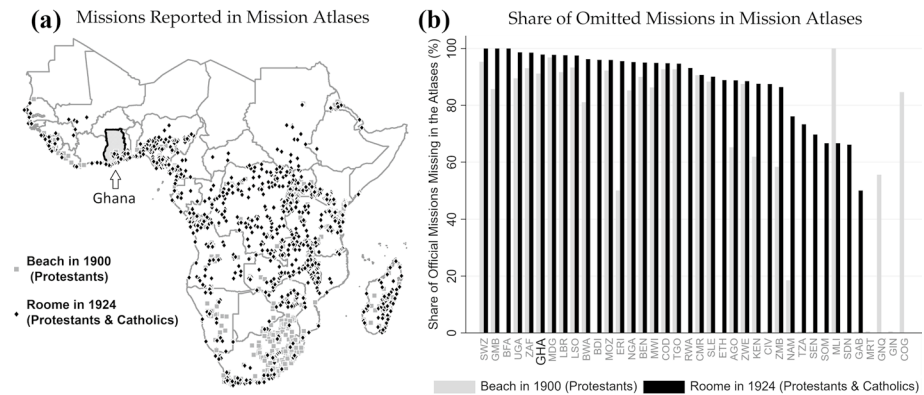 (a) Missions Reported in Mission Atlases
Ghana
Beach in 1900
(Protestants)
Roome in 1924
(Protestants & Catholics)
(b) Share of Omitted Missions in Mission Atlases
Share of Official Missions Missing in the Atlases (%)
100
80
60
40
20
0
SWZ GMB BFA UGA ZAF GHA MDG LBR LSO BWA BDI MOZ ERI NGA BEN MWI COD TGO RWA CMR SLE ETH AGO ZWE KEN CIV ZMB NAM TZA SEN SOM MLI SDN GAB MRT GNQ GIN COG
Beach in 1900 (Protestants) Roome in 1924 (Protestants & Catholics)